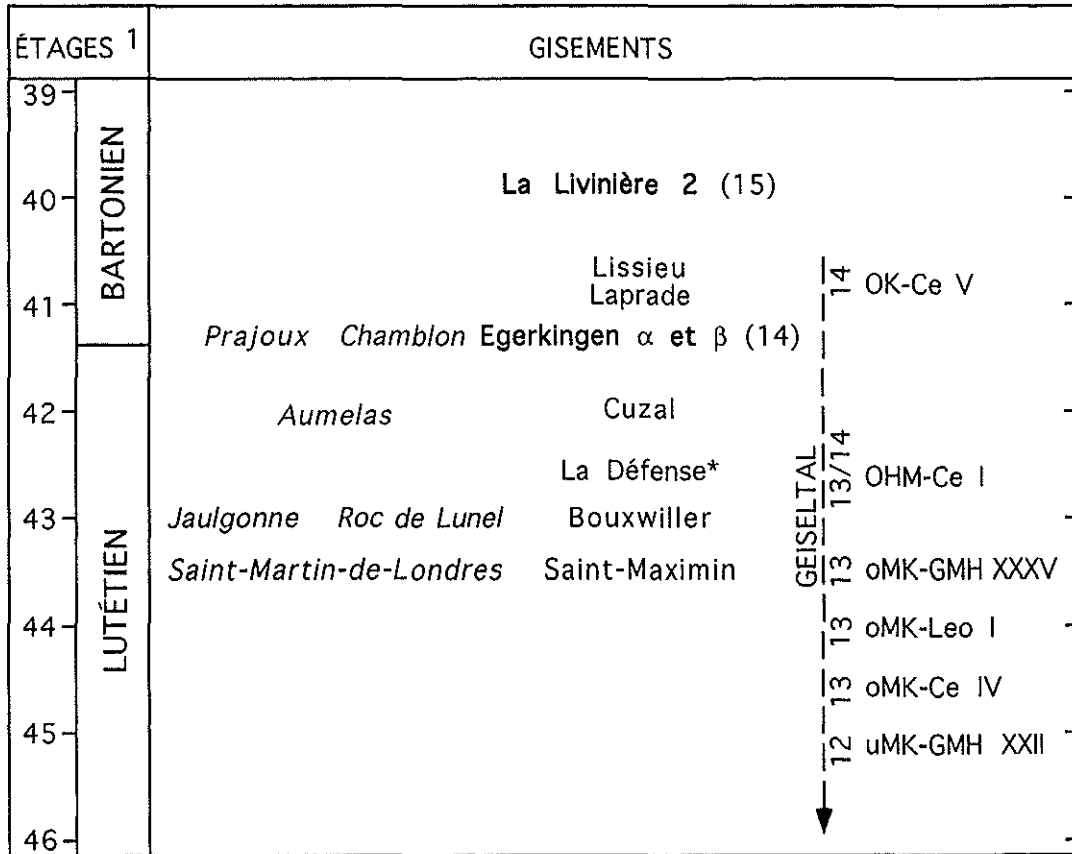 ÉTAGES 1 GISEMENTS
39
BARTONIEN
La Livinière 2 (15)
40
Lissieu
14 OK-Ce V
Laprade
41
Prajoux Chamblon Egerkingen α et β (14)
42 Aumelas Cuzal
GEISELTAL
La Défense* 13/14 OHM-Ce I
43 Jaulgonne Roc de Lunel Bouxwiller
LUTÉTIEN
Saint-Martin-de-Londres Saint-Maximin 13 oMK-GMH XXXV
44 13 oMK-Leo I
13 oMK-Ce IV
45 12 uMK-GMH XXII
46